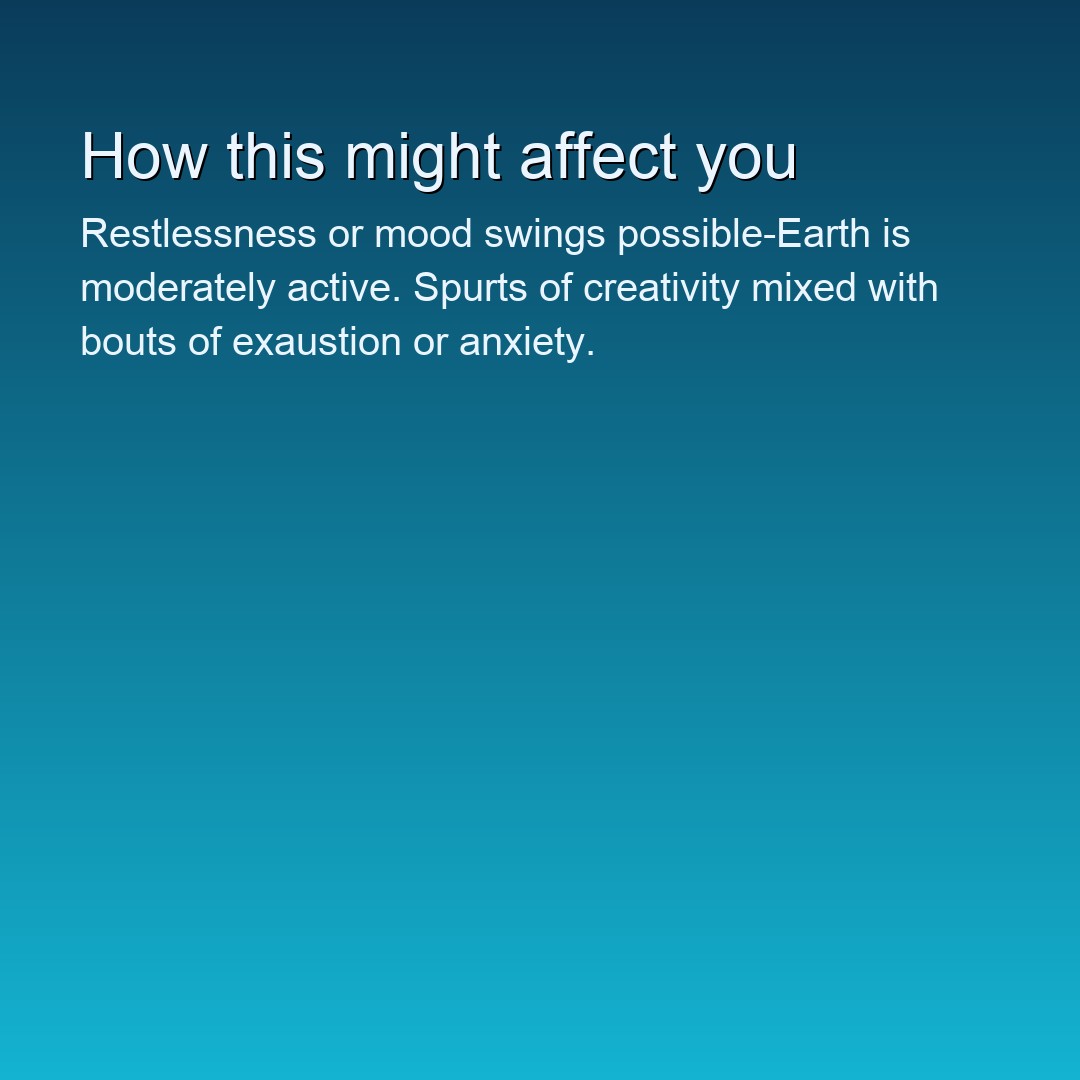 How this might affect you
Restlessness or mood swings possible-Earth is
moderately active. Spurts of creativity mixed with
bouts of exaustion or anxiety.